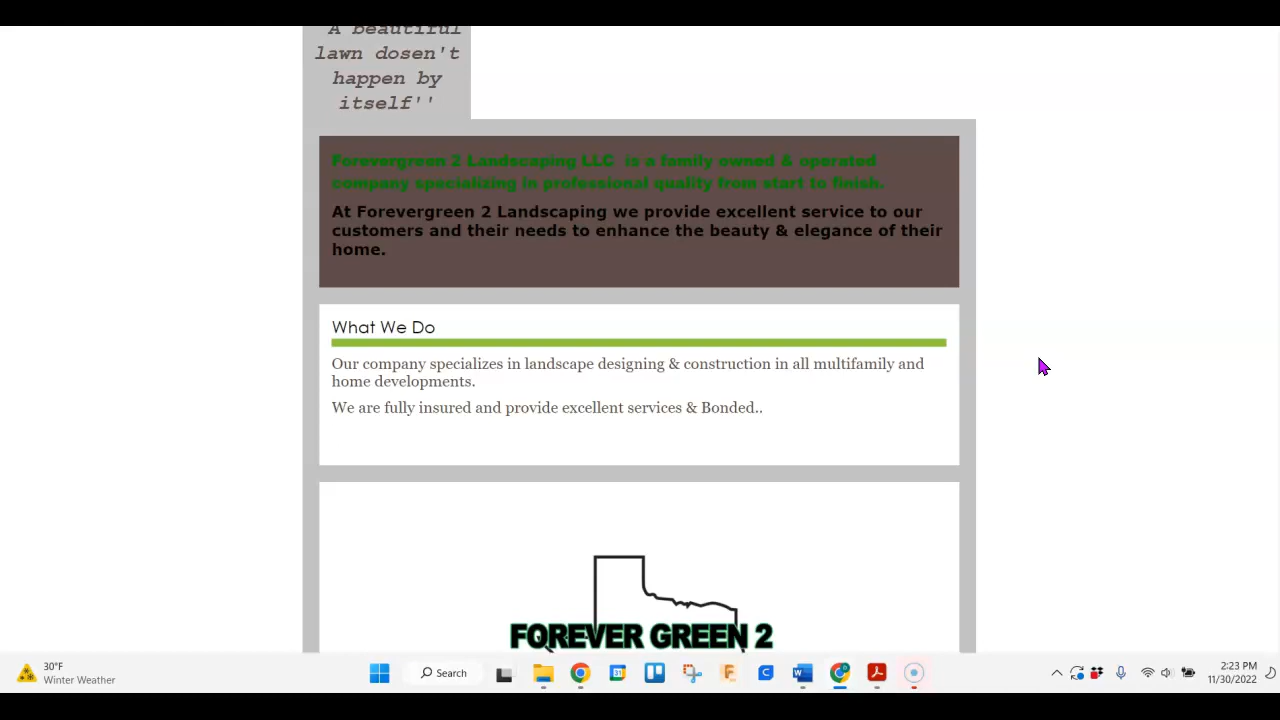 "A beautiful
lawn dosen't
happen by
itself''
Forevergreen 2 Landscaping LLC is a family owned & operated
company specializing in professional quality from start to finish.
At Forevergreen 2 Landscaping we provide excellent service to our
customers and their needs to enhance the beauty & elegance of their
home.
What We Do
Our company specializes in landscape designing & construction in all multifamily and
home developments.
We are fully insured and provide excellent services & Bonded..
FOREVER GREEN 2
30°F
Winter Weather
Search
31
W
2:23 PM
11/30/2022